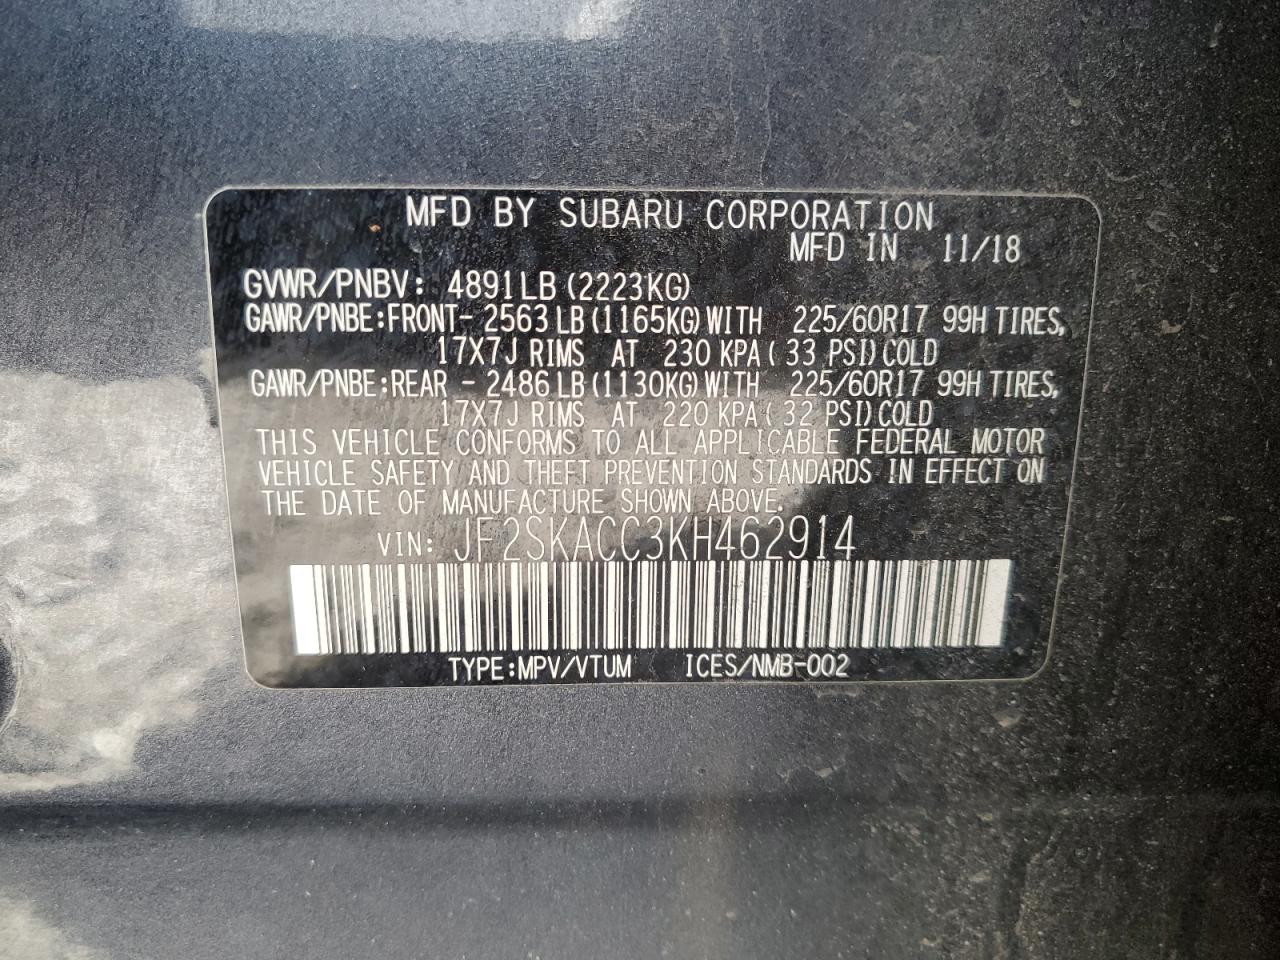 MFD BY SUBARU CORPORATION
MFD IN 11/18
GVWR/PNBV: 4891LB (2223KG)
GAWR/PNBE:FRONT- 2563 LB(1165KG)WITH 225/60R17 99H TIRES,
17X7J RIMS AT 230 KPA( 33 PSI)COLD
GAWR/PNBE:REAR - 2486 LB(1130KG)WITH 225/60R17 99H TIRES,
17X7J RIMS AT 220 KPA( 32 PSI)COLD
THIS VEHICLE CONFORMS TO ALL APPLICABLE FEDERAL MOTOR
VEHICLE SAFETY AND THEFT PREVENTION STANDARDS IN EFFECT ON
THE DATE OF MANUFACTURE SHOWN ABOVE.
VIN: JF2SKACC3KH462914
TYPE:MPV/VTUM ICES/NMB-002